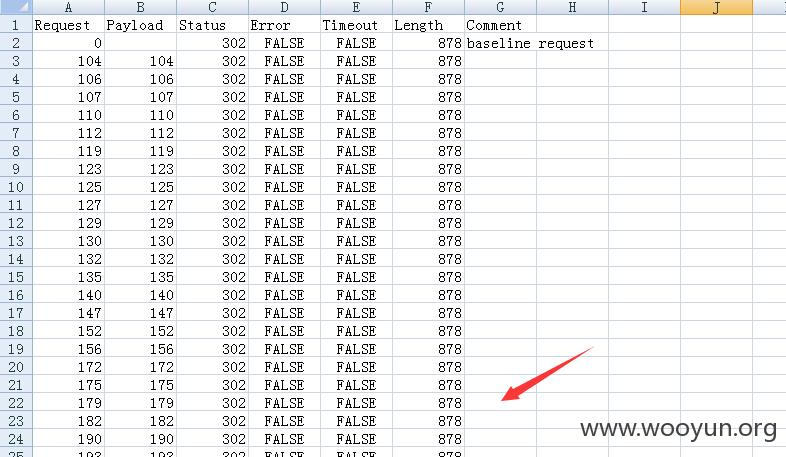 A B C D E F G H I J
1 Request Payload Status Error Timeout Length Comment
2 0 302 FALSE FALSE 878 baseline request
3 104 104 302 FALSE FALSE 878
4 106 106 302 FALSE FALSE 878
5 107 107 302 FALSE FALSE 878
6 110 110 302 FALSE FALSE 878
7 112 112 302 FALSE FALSE 878
8 119 119 302 FALSE FALSE 878
9 123 123 302 FALSE FALSE 878
10 125 125 302 FALSE FALSE 878
11 127 127 302 FALSE FALSE 878
12 129 129 302 FALSE FALSE 878
13 130 130 302 FALSE FALSE 878
14 132 132 302 FALSE FALSE 878
15 135 135 302 FALSE FALSE 878
16 140 140 302 FALSE FALSE 878
17 147 147 302 FALSE FALSE 878
18 152 152 302 FALSE FALSE 878
19 156 156 302 FALSE FALSE 878
20 172 172 302 FALSE FALSE 878
21 175 175 302 FALSE FALSE 878
22 179 179 302 FALSE FALSE 878
23 182 182 302 FALSE FALSE 878
24 190 190 302 FALSE FALSE 878
www.wooyun.org